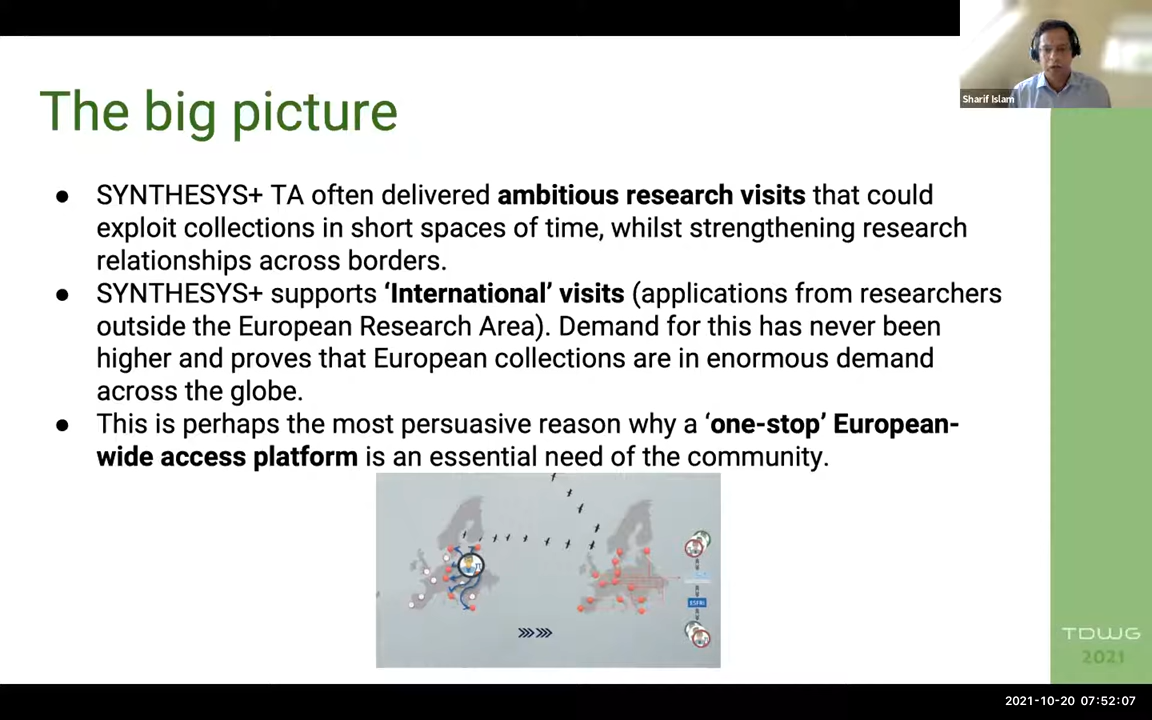 Sharif Islam
The big picture
● SYNTHESYS+ TA often delivered ambitious research visits that could
exploit collections in short spaces of time, whilst strengthening research
relationships across borders.
● SYNTHESYS+ supports ‘International’ visits (applications from researchers
outside the European Research Area). Demand for this has never been
higher and proves that European collections are in enormous demand
across the globe.
● This is perhaps the most persuasive reason why a ‘one-stop’ European-
wide access platform is an essential need of the community.
ESFRI
TDWG
2021
2021-10-20 07:52:07